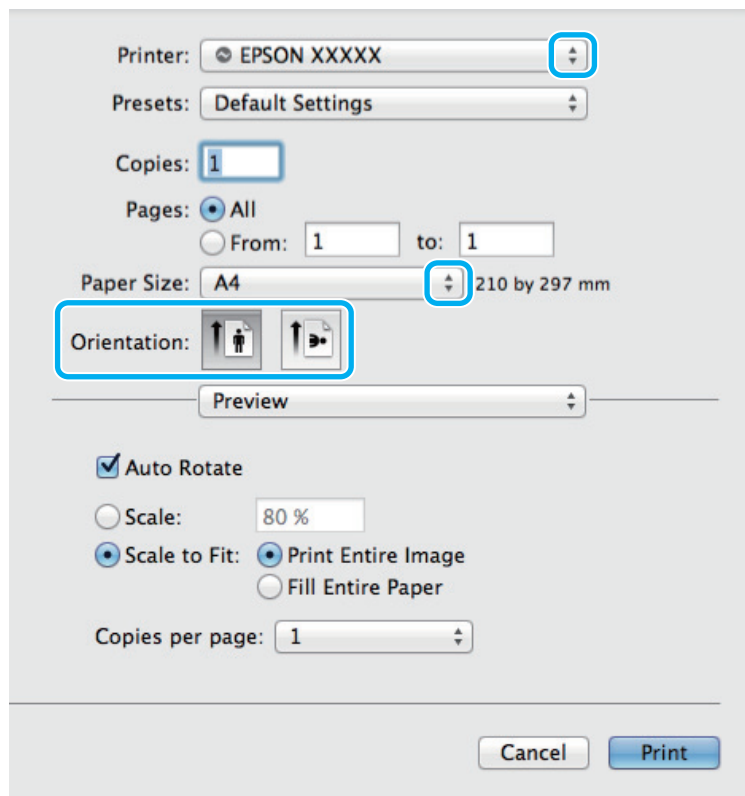 Printer: EPSON XXXXX
Presets: Default Settings
Copies: 1
Pages: All
From: 1 to: 1
Paper Size: A4 210 by 297 mm
Orientation:
Preview
Auto Rotate
Scale: 80 %
Scale to Fit: Print Entire Image
Fill Entire Paper
Copies per page: 1
Cancel Print